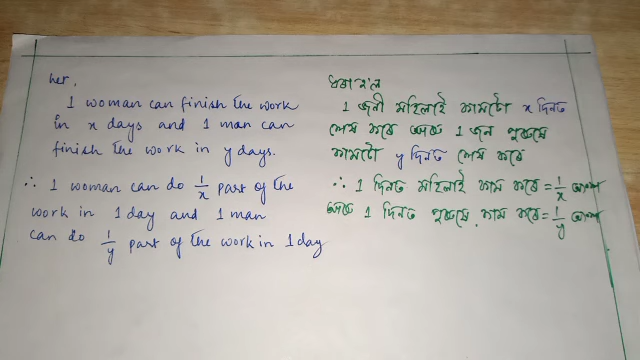 Let,
1 woman can finish the work
in x days and 1 man can
finish the work in y days.
∴ 1 woman can do 1/x part of the
work in 1 day and 1 man
can do 1/y part of the work in 1 day
ধৰা হ'ল
1 জনী মহিলাই কামটো x দিনত
শেষ কৰে আৰু 1 জন পুৰুষে
কামটো y দিনত শেষ কৰে
∴ 1 দিনত মহিলাই কাম কৰে = 1/x অংশ
আৰু 1 দিনত পুৰুষে কাম কৰে = 1/y অংশ